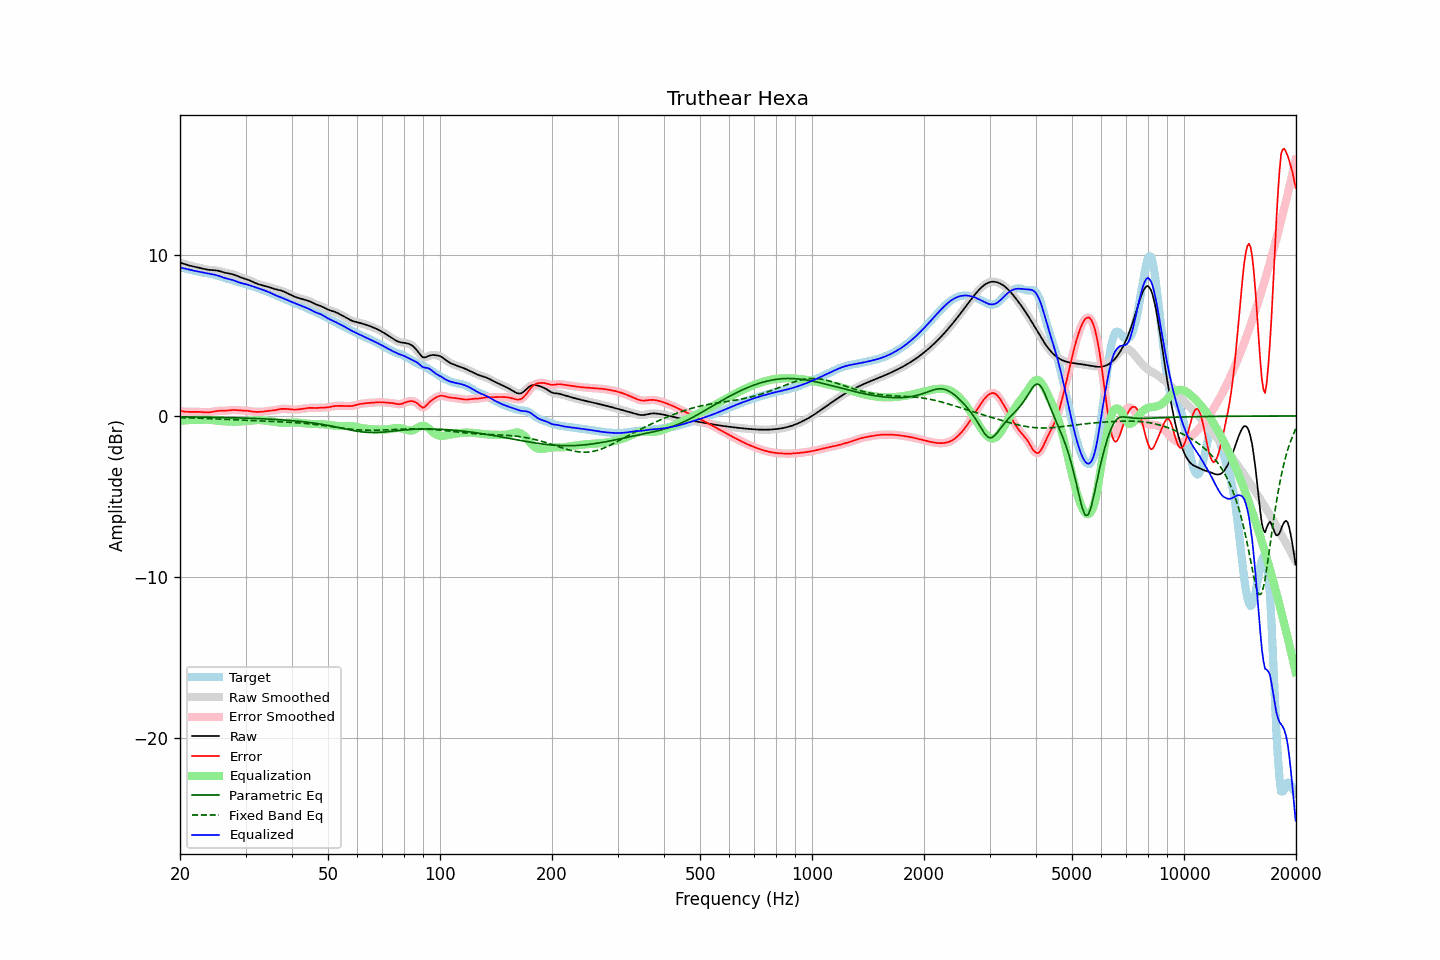 Truthear Hexa
Amplitude (dBr)
10
0
−10
−20
Target
Raw Smoothed
Error Smoothed
Raw
Error
Equalization
Parametric Eq
Fixed Band Eq
Equalized
20 50 100 200 500 1000 2000 5000 10000 20000
Frequency (Hz)